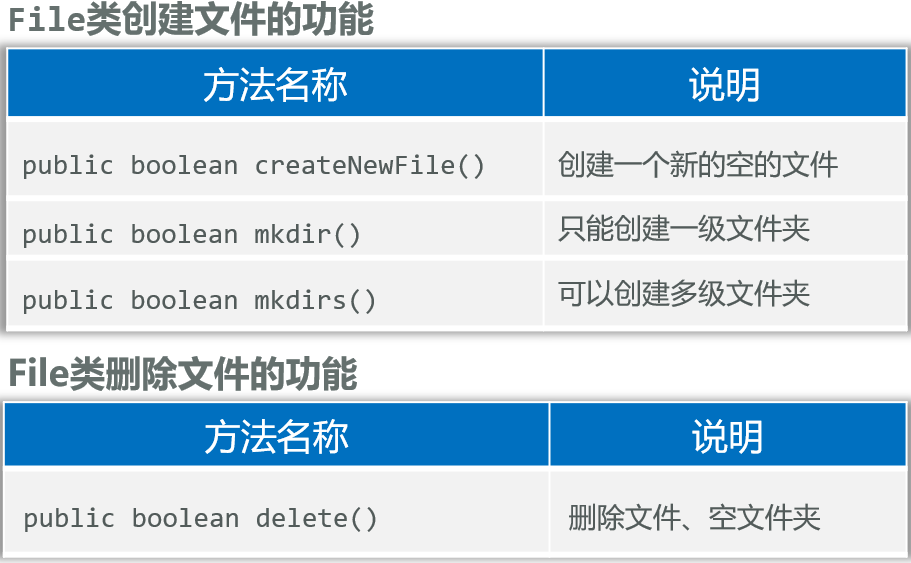 File类创建文件的功能
方法名称 说明
public boolean createNewFile() 创建一个新的空的文件
public boolean mkdir() 只能创建一级文件夹
public boolean mkdirs() 可以创建多级文件夹
File类删除文件的功能
方法名称 说明
public boolean delete() 删除文件、空文件夹